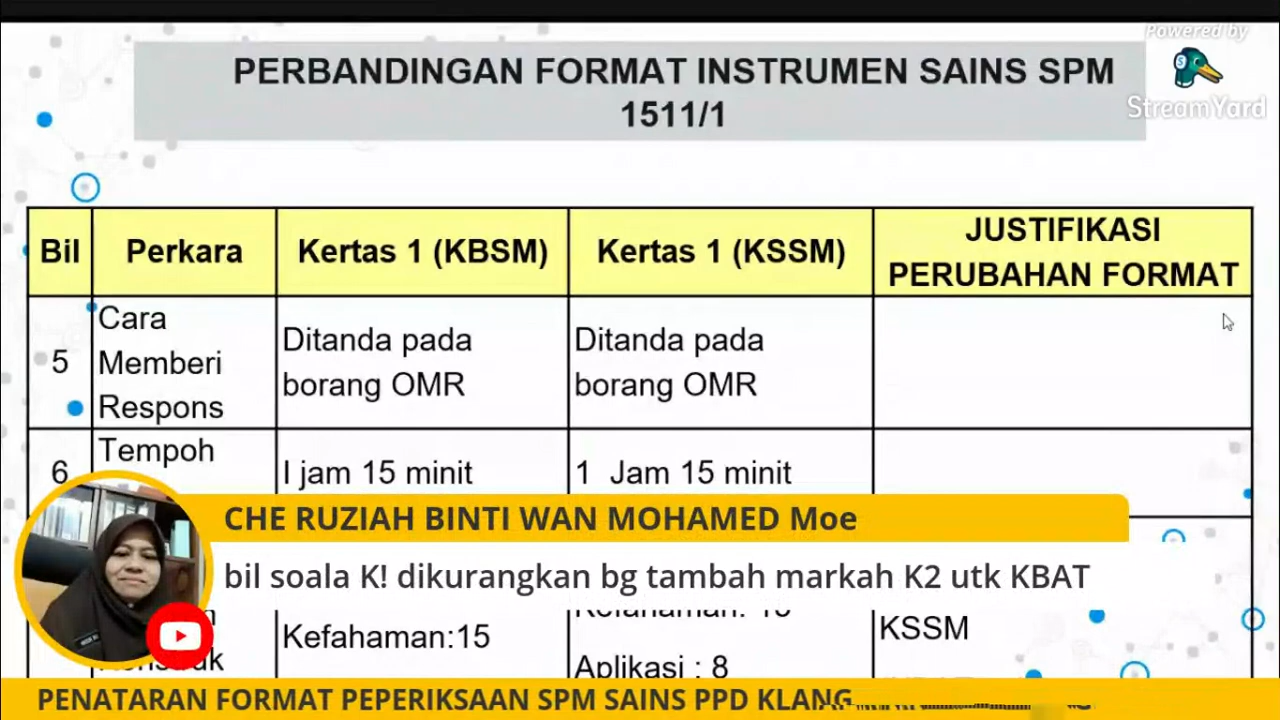 Powered by
StreamYard
PERBANDINGAN FORMAT INSTRUMEN SAINS SPM
1511/1
Bil
Perkara
Kertas 1 (KBSM)
Kertas 1 (KSSM)
JUSTIFIKASI
PERUBAHAN FORMAT
5
Cara
Memberi
Respons
Ditanda pada
borang OMR
Ditanda pada
borang OMR
6
Tempoh
I jam 15 minit
1 Jam 15 minit
CHE RUZIAH BINTI WAN MOHAMED Moe
bil soala K! dikurangkan bg tambah markah K2 utk KBAT
Kefahaman:15
Aplikasi : 8
KSSM
PENATARAN FORMAT PEPERIKSAAN SPM SAINS PPD KLANG